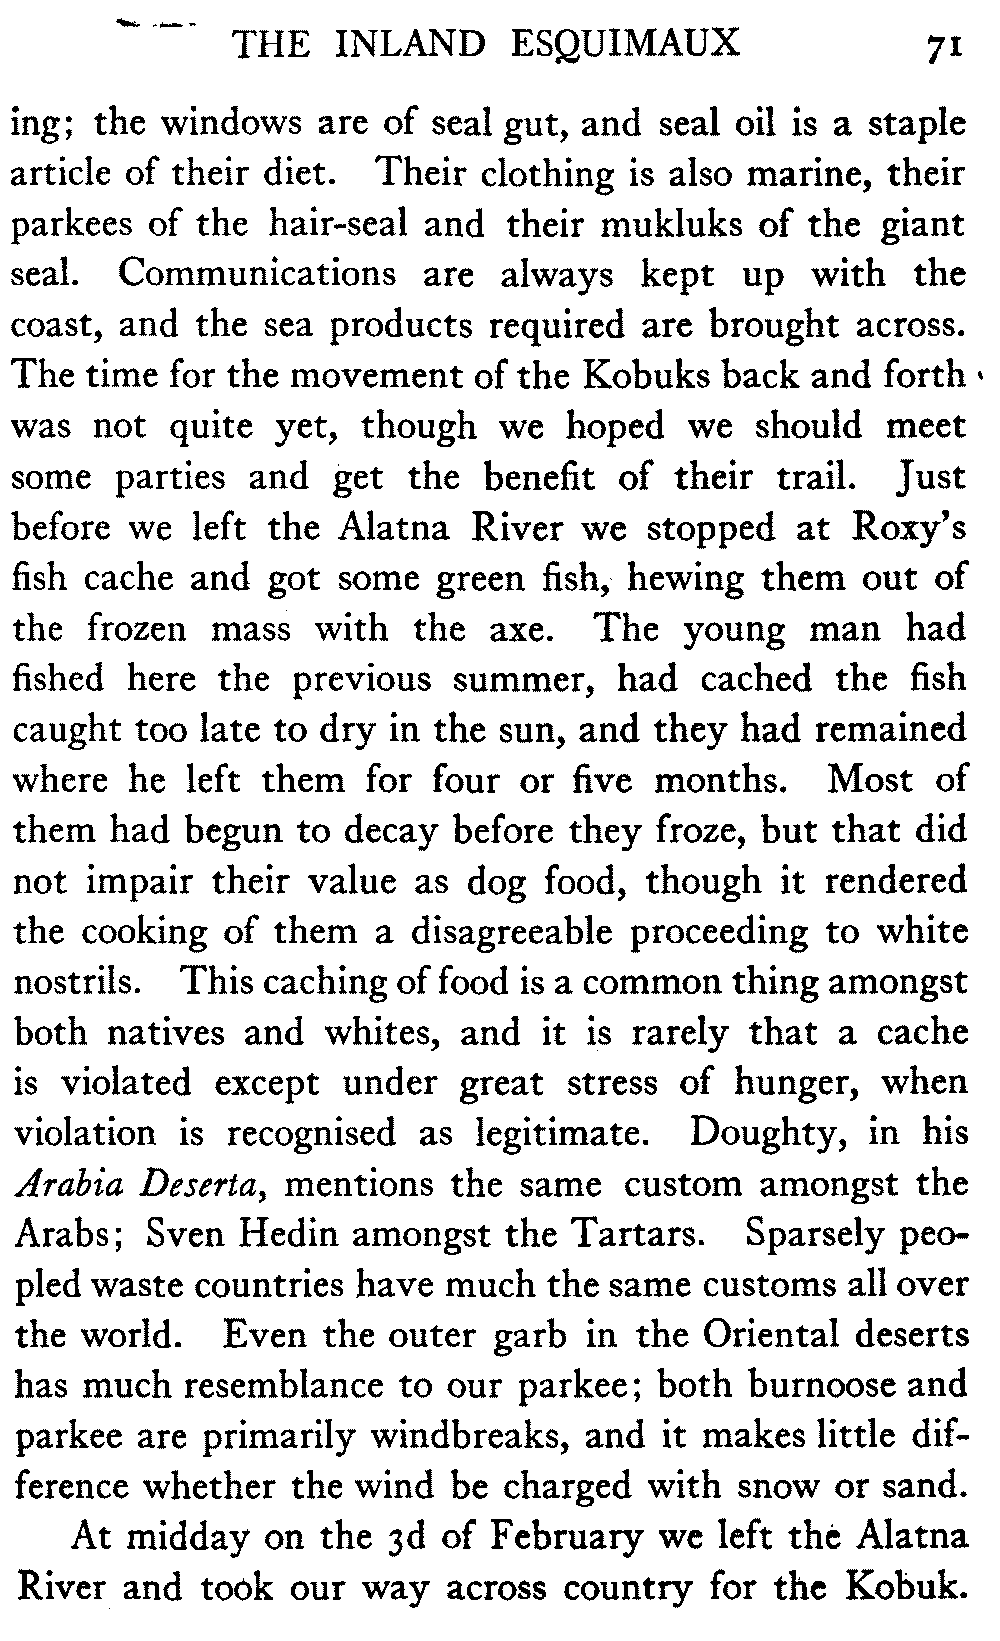 THE INLAND ESQUIMAUX 71
ing; the windows are of seal gut, and seal oil is a staple
article of their diet. Their clothing is also marine, their
parkees of the hair-seal and their mukluks of the giant
seal. Communications are always kept up with the
coast, and the sea products required are brought across.
The time for the movement of the Kobuks back and forth
was not quite yet, though we hoped we should meet
some parties and get the benefit of their trail. Just
before we left the Alatna River we stopped at Roxy's
fish cache and got some green fish, hewing them out of
the frozen mass with the axe. The young man had
fished here the previous summer, had cached the fish
caught too late to dry in the sun, and they had remained
where he left them for four or five months. Most of
them had begun to decay before they froze, but that did
not impair their value as dog food, though it rendered
the cooking of them a disagreeable proceeding to white
nostrils. This caching of food is a common thing amongst
both natives and whites, and it is rarely that a cache
is violated except under great stress of hunger, when
violation is recognised as legitimate. Doughty, in his
Arabia Deserta, mentions the same custom amongst the
Arabs; Sven Hedin amongst the Tartars. Sparsely peo-
pled waste countries have much the same customs all over
the world. Even the outer garb in the Oriental deserts
has much resemblance to our parkee; both burnoose and
parkee are primarily windbreaks, and it makes little dif-
ference whether the wind be charged with snow or sand.
At midday on the 3d of February we left the Alatna
River and took our way across country for the Kobuk.